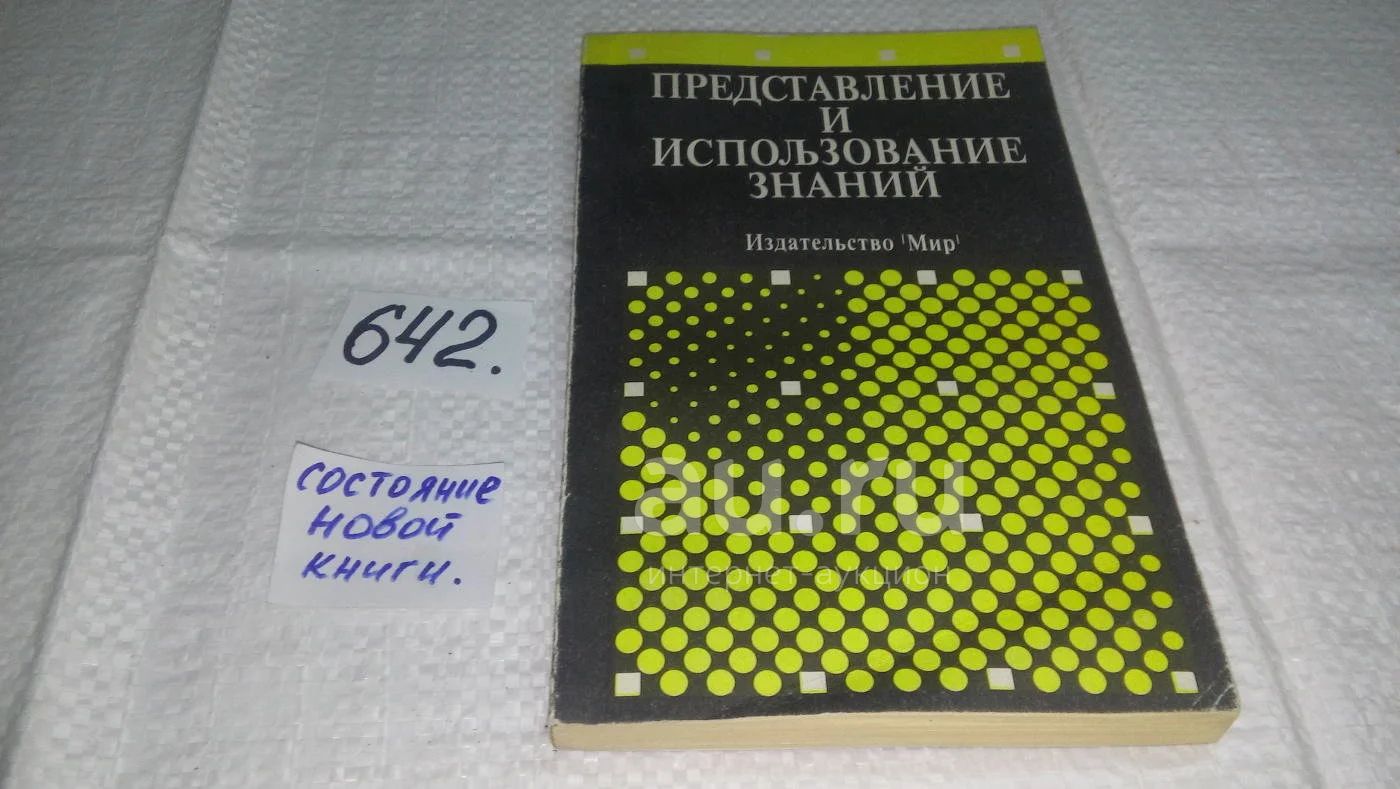 ПРЕДСТАВЛЕНИЕ
И
ИСПОЛЬЗОВАНИЕ
ЗНАНИЙ
Издательство "Мир"
642.
состояние
новой
книги.
au.ru
интернет-аукцион